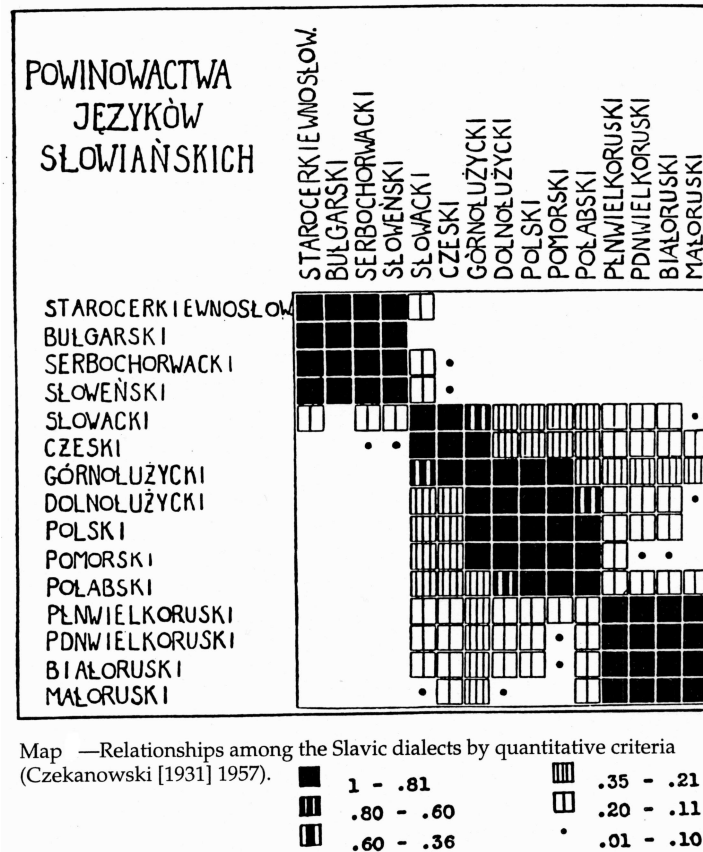 POWINOWACTWA
JĘZYKÓW
SŁOWIAŃSKICH
STAROCERKIEWNOSŁOW.
BUŁGARSKI
SERBOCHORWACKI
SŁOWEŃSKI
SŁOWACKI
CZESKI
GÓRNOŁUŻYCKI
DOLNOŁUŻYCKI
POLSKI
POMORSKI
POŁABSKI
PŁNWIELKORUSKI
PDNWIELKORUSKI
BIAŁORUSKI
MAŁORUSKI
STAROCERKIEWNOSŁOW
BUŁGARSKI
SERBOCHORWACKI
SŁOWEŃSKI
SŁOWACKI
CZESKI
GÓRNOŁUŻYCKI
DOLNOŁUŻYCKI
POLSKI
POMORSKI
POŁABSKI
PŁNWIELKORUSKI
PDNWIELKORUSKI
BIAŁORUSKI
MAŁORUSKI
Map —Relationships among the Slavic dialects by quantitative criteria
(Czekanowski [1931] 1957).
1 - .81
.80 - .60
.60 - .36
.35 - .21
.20 - .11
.01 - .10